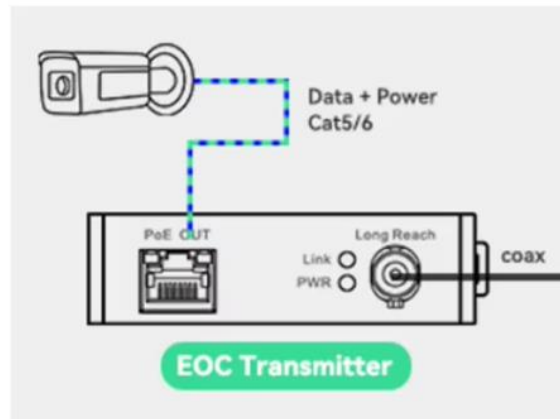 Data + Power
Cat5/6
PoE OUT
Long Reach
Link
PWR
coax
EOC Transmitter